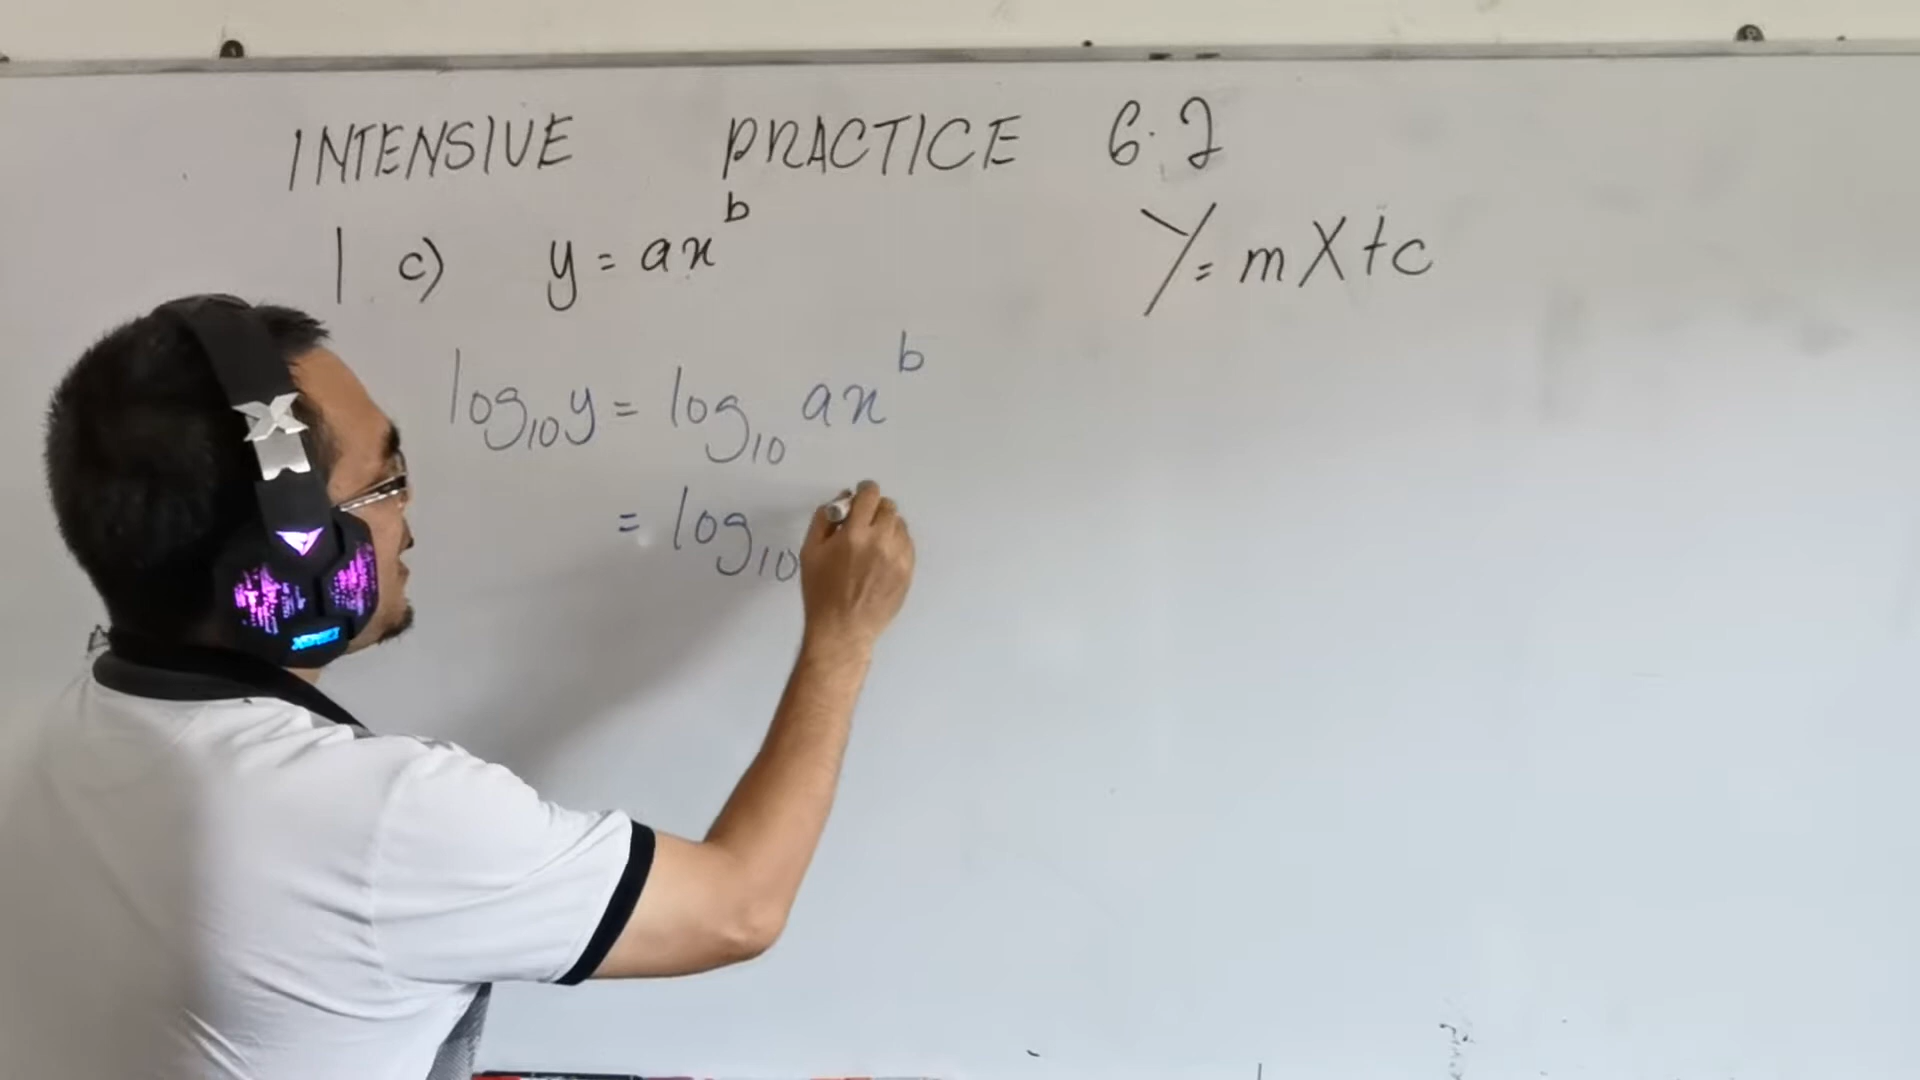 INTENSIVE PRACTICE 6.2
1 c) y = ax^b
Y = mX + c
log₁₀ y = log₁₀ ax^b
= log₁₀